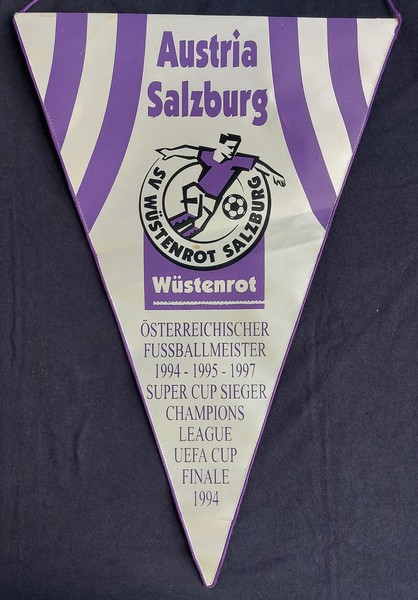 Austria
Salzburg
SV WÜSTENROT SALZBURG
Wüstenrot
ÖSTERREICHISCHER
FUSSBALLMEISTER
1994 - 1995 - 1997
SUPER CUP SIEGER
CHAMPIONS
LEAGUE
UEFA CUP
FINALE
1994